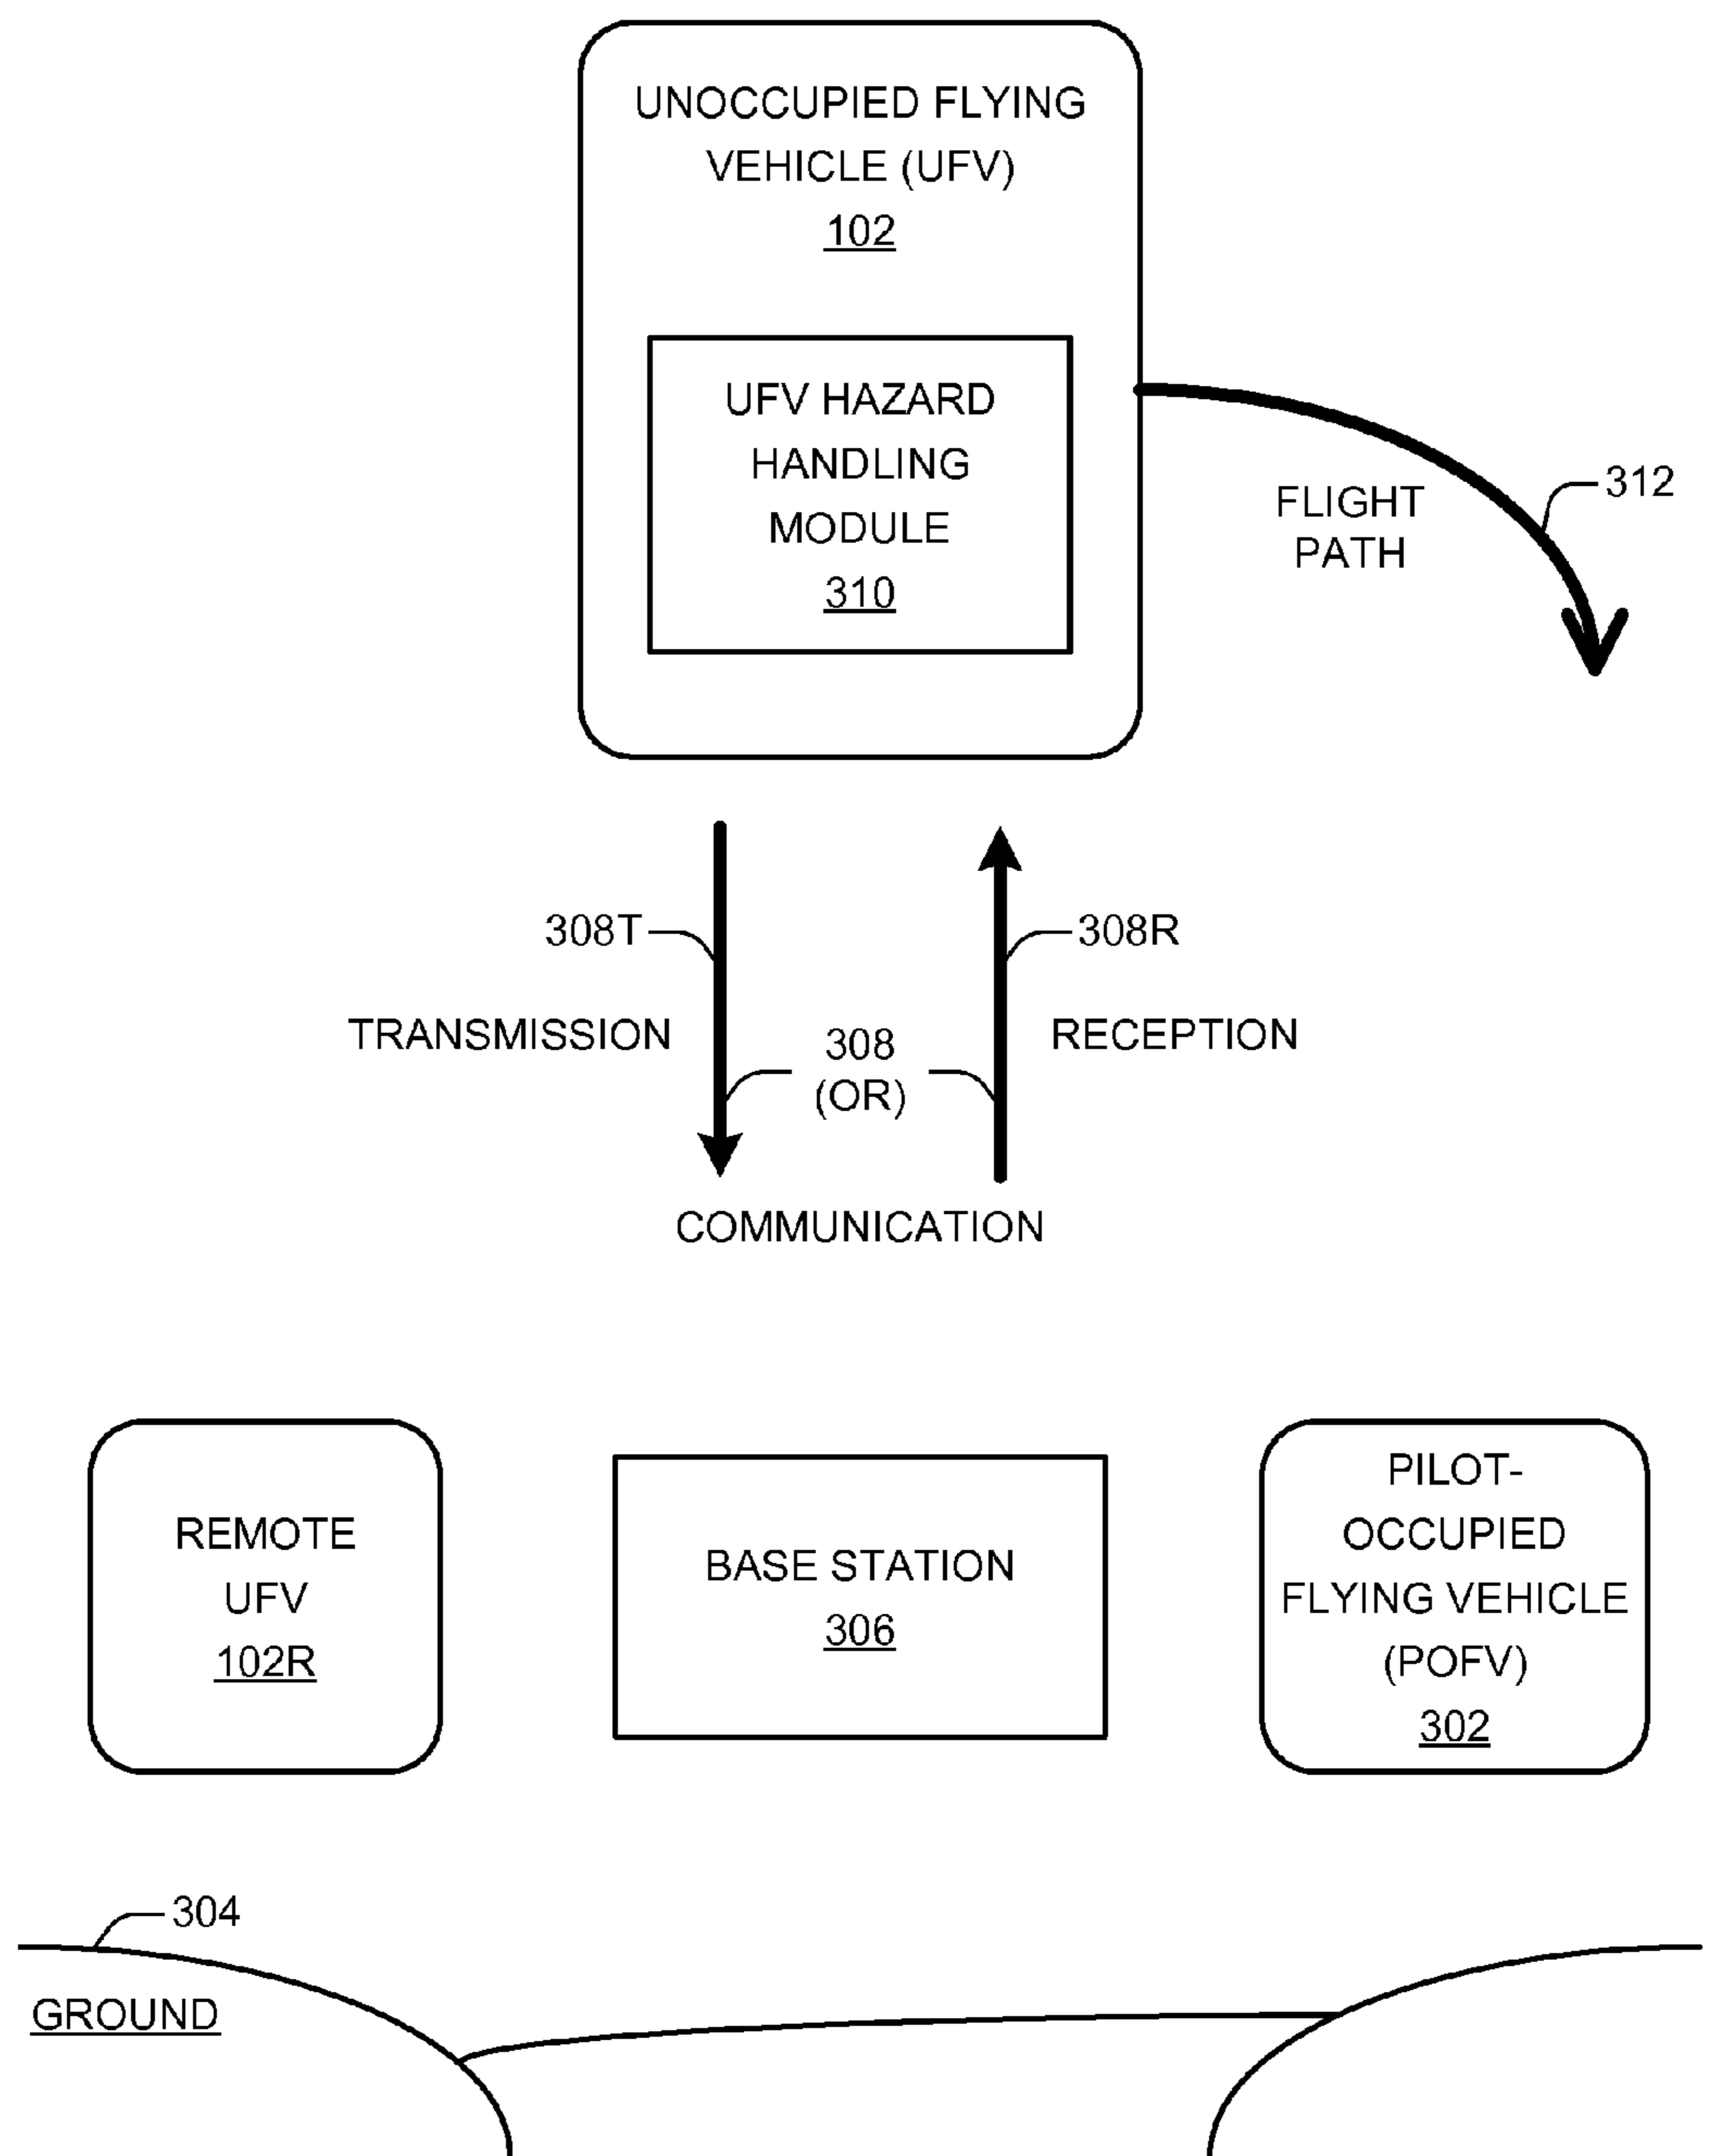 UNOCCUPIED FLYING
VEHICLE (UFV)
102
UFV HAZARD
HANDLING
MODULE
310
312
FLIGHT
PATH
308T
308R
TRANSMISSION
308
(OR)
RECEPTION
COMMUNICATION
REMOTE
UFV
102R
BASE STATION
306
PILOT-
OCCUPIED
FLYING VEHICLE
(POFV)
302
304
GROUND